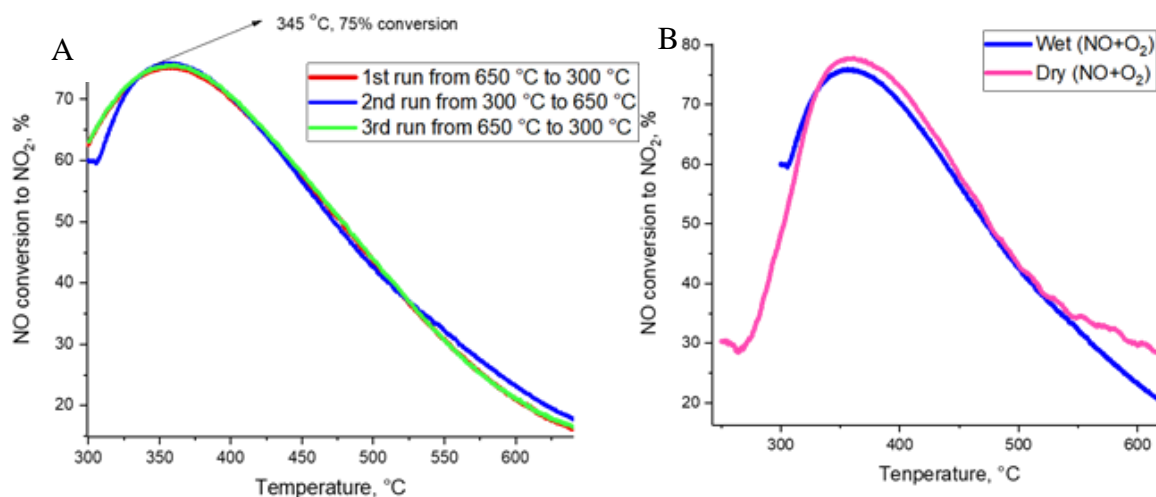 345 °C, 75% conversion
A
1st run from 650 °C to 300 °C
2nd run from 300 °C to 650 °C
3rd run from 650 °C to 300 °C
NO conversion to NO₂, %
70
60
50
40
30
20
300
350
400
450
500
550
600
Temperature, °C
B
Wet (NO+O₂)
Dry (NO+O₂)
NO conversion to NO₂, %
80
70
60
50
40
30
20
300
400
500
600
Tenperature, °C